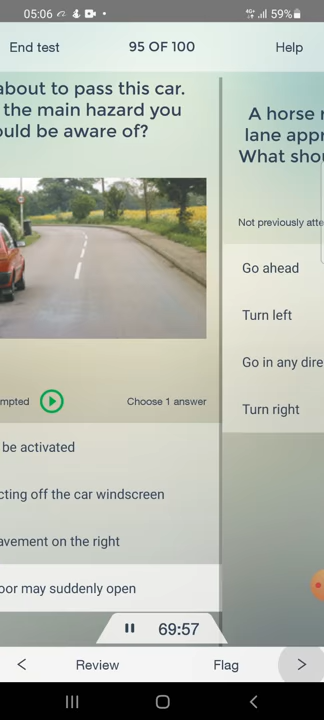 05:06
59%
End test
95 OF 100
Help
about to pass this car.
the main hazard you
ould be aware of?
mpted
Choose 1 answer
be activated
cting off the car windscreen
avement on the right
oor may suddenly open
A horse r
lane appr
What shou
Not previously atte
Go ahead
Turn left
Go in any dire
Turn right
69:57
<
Review
Flag
>